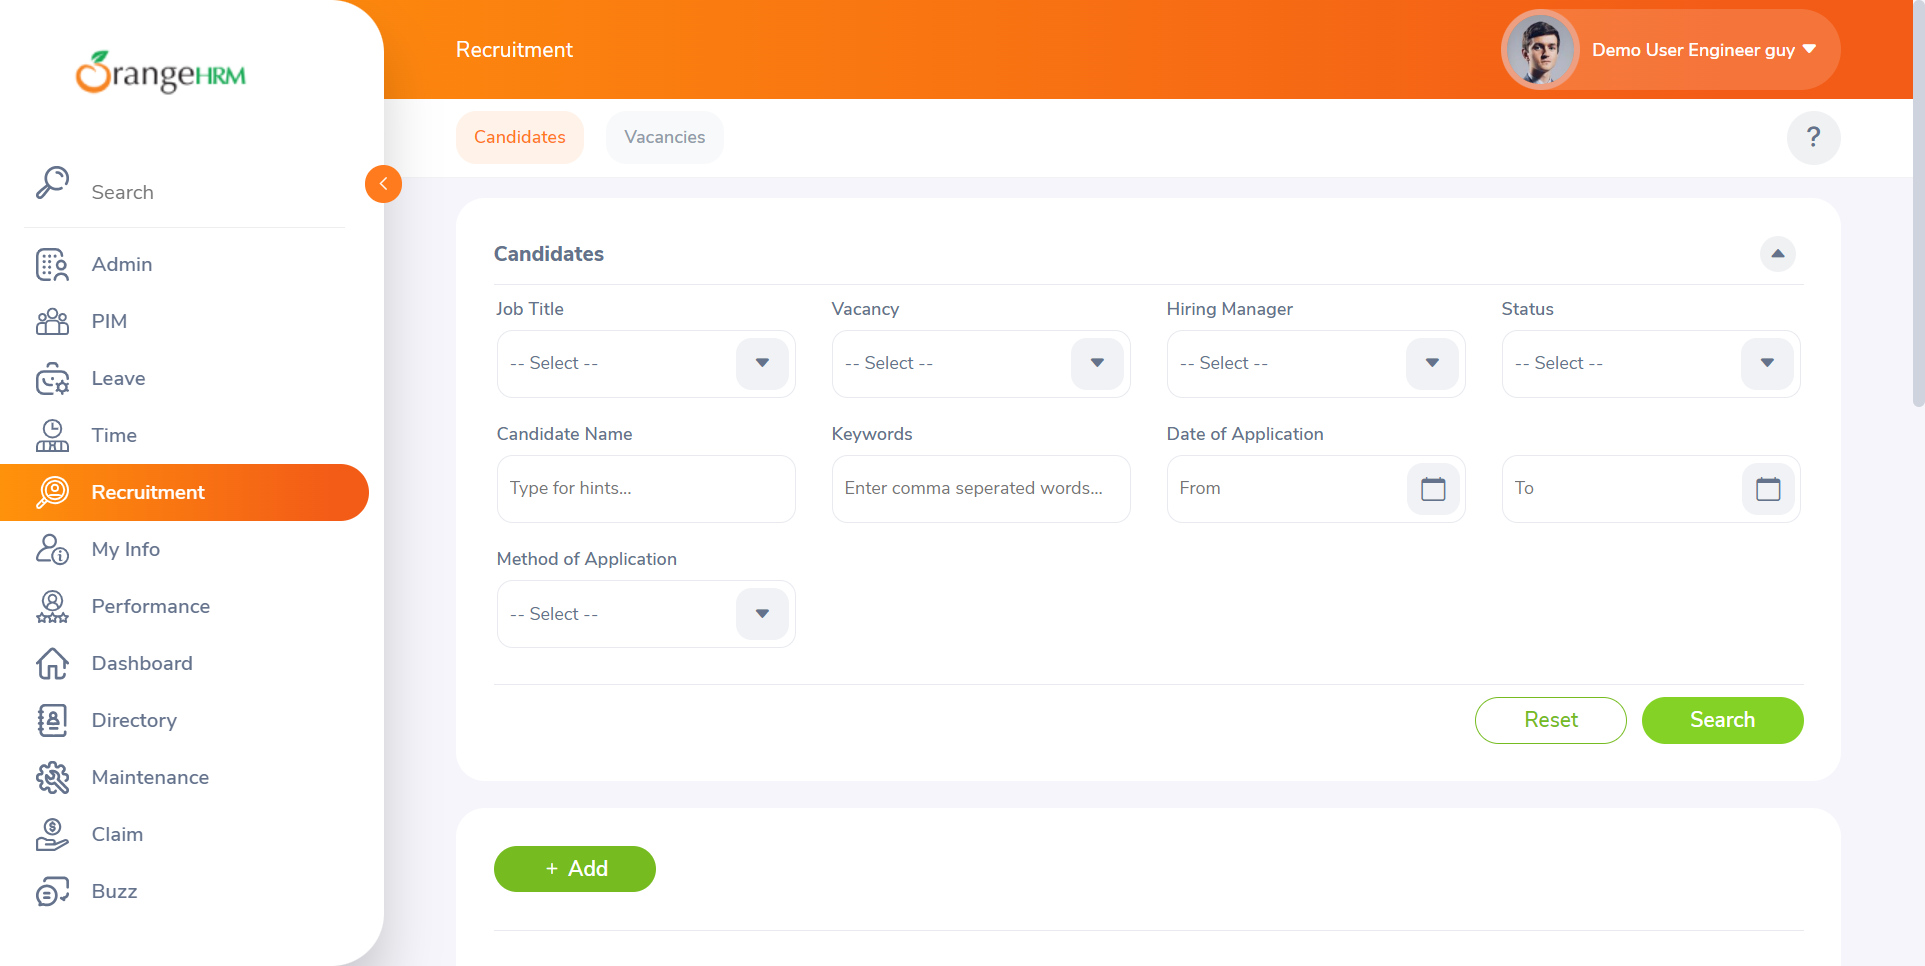 OrangeHRM
Search
Admin
PIM
Leave
Time
Recruitment
My Info
Performance
Dashboard
Directory
Maintenance
Claim
Buzz
Recruitment
Demo User Engineer guy
Candidates Vacancies ?
Candidates
Job Title Vacancy Hiring Manager Status
-- Select -- -- Select -- -- Select -- -- Select --
Candidate Name Keywords Date of Application
Type for hints... Enter comma seperated words... From To
Method of Application
-- Select --
Reset Search
+ Add